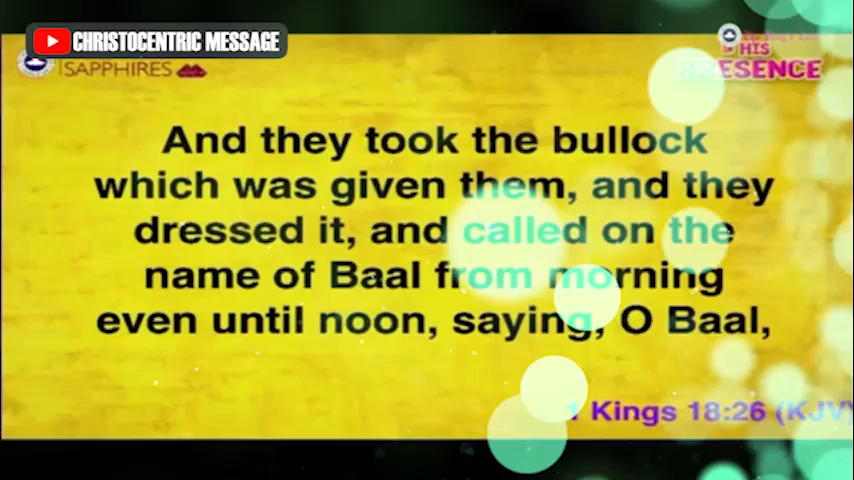 CHRISTOCENTRIC MESSAGE
SAPPHIRES
HIS
PRESENCE
And they took the bullock
which was given them, and they
dressed it, and called on the
name of Baal from morning
even until noon, saying, O Baal,
1 Kings 18:26 (KJV)